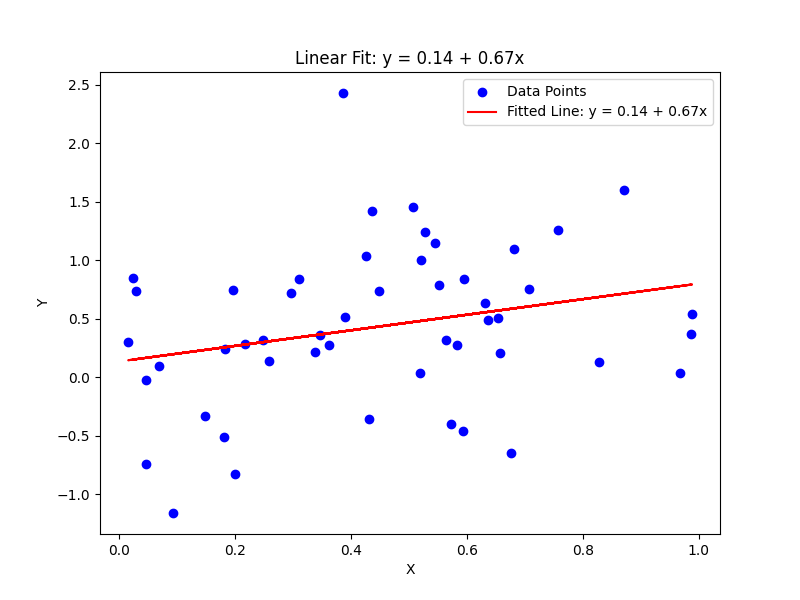 Linear Fit: y = 0.14 + 0.67x
Data Points
Fitted Line: y = 0.14 + 0.67x
2.5
2.0
1.5
1.0
0.5
0.0
−0.5
−1.0
Y
0.0 0.2 0.4 0.6 0.8 1.0
X